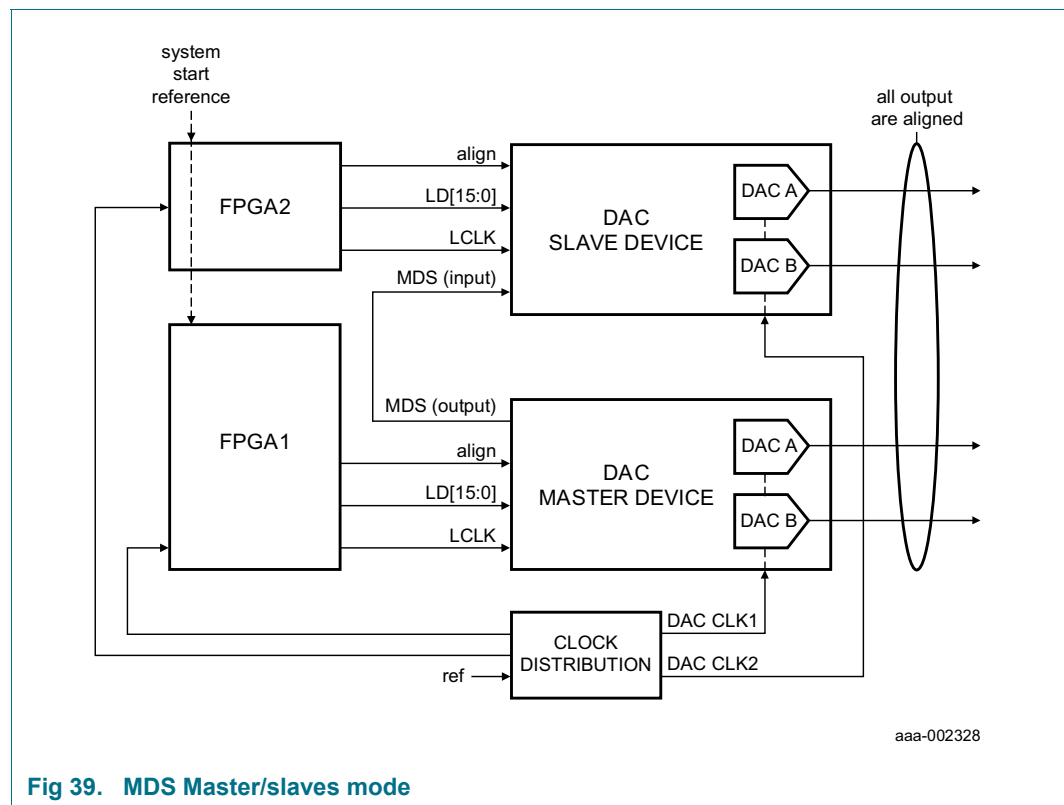 system
start
reference
all output
are aligned
FPGA2
align
LD[15:0]
LCLK
MDS (input)
DAC
SLAVE DEVICE
DAC A
DAC B
FPGA1
MDS (output)
align
LD[15:0]
LCLK
DAC
MASTER DEVICE
DAC A
DAC B
CLOCK
DISTRIBUTION
ref
DAC CLK1
DAC CLK2
aaa-002328
Fig 39. MDS Master/slaves mode